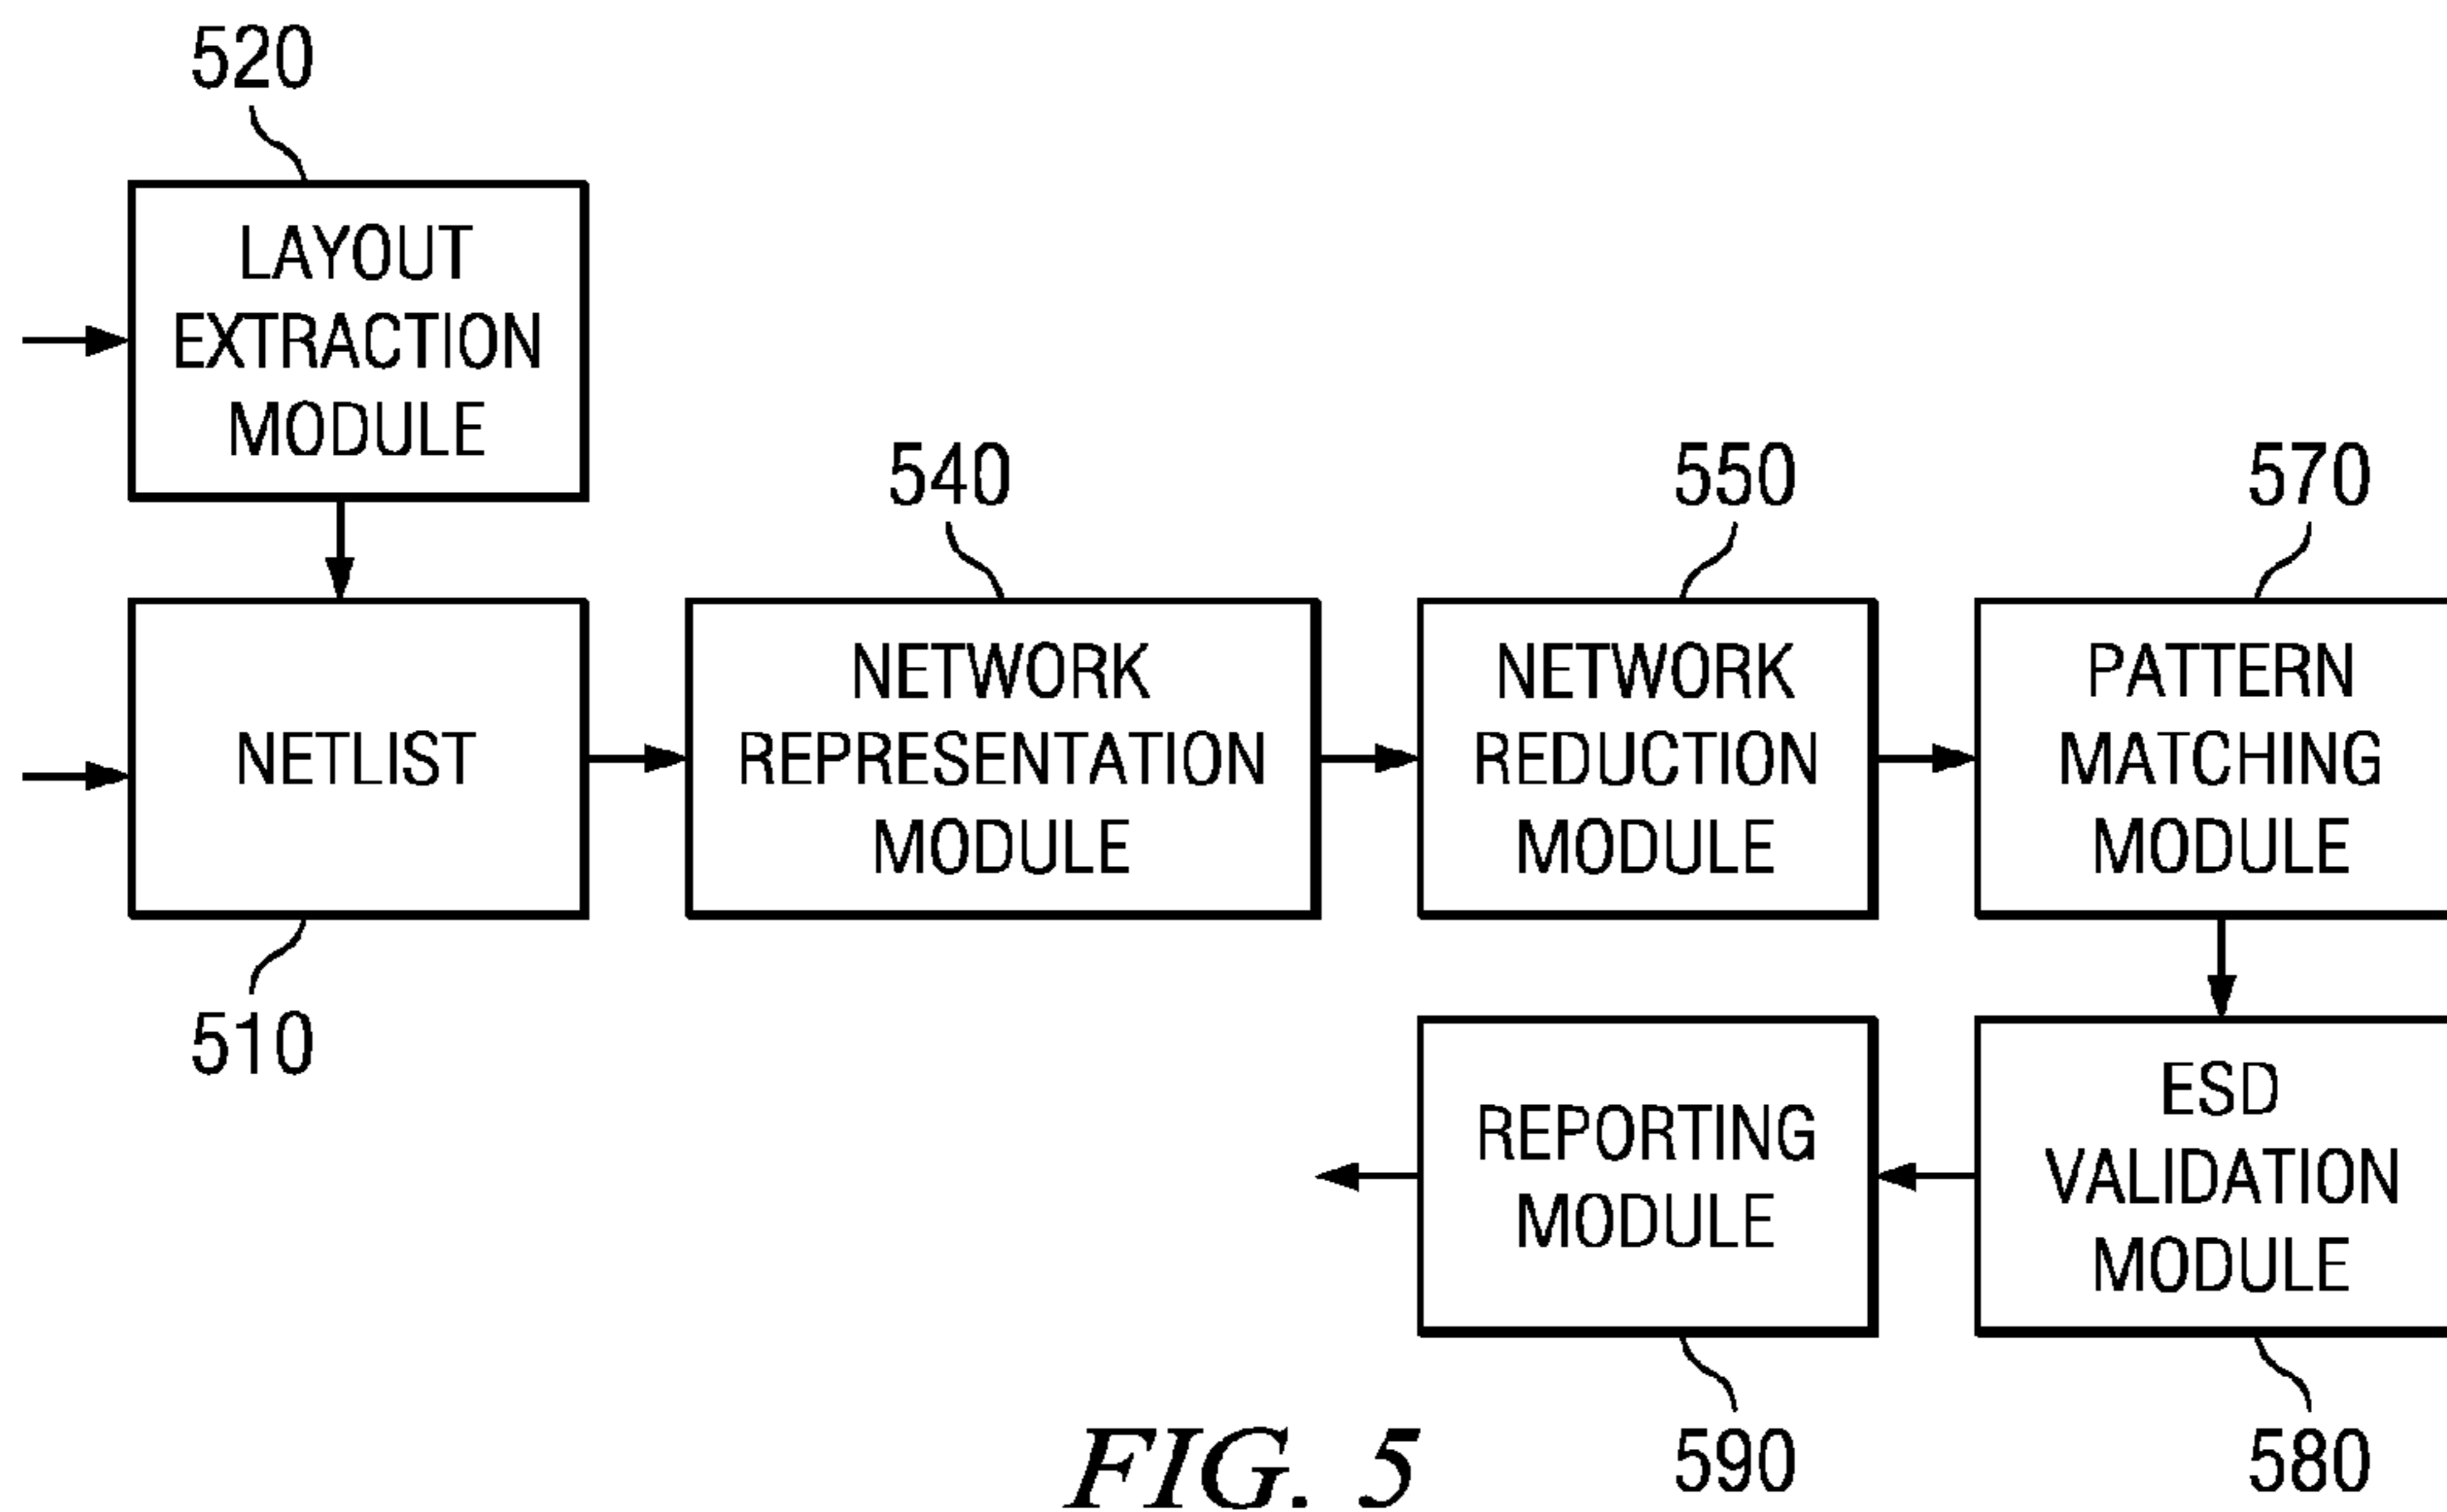 520
LAYOUT
EXTRACTION
MODULE
540
550
570
NETLIST
NETWORK
REPRESENTATION
MODULE
NETWORK
REDUCTION
MODULE
PATTERN
MATCHING
MODULE
510
REPORTING
MODULE
ESD
VALIDATION
MODULE
590
580
FIG. 5